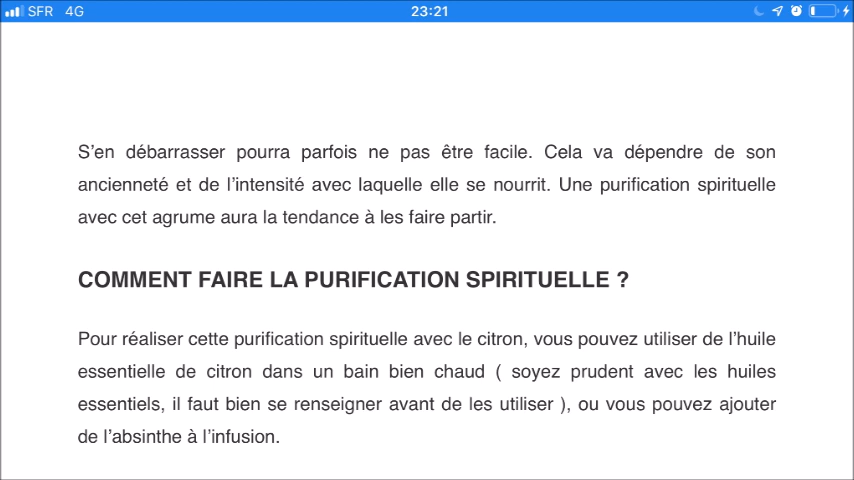 SFR 4G 23:21
S'en débarrasser pourra parfois ne pas être facile. Cela va dépendre de son
ancienneté et de l'intensité avec laquelle elle se nourrit. Une purification spirituelle
avec cet agrume aura la tendance à les faire partir.
COMMENT FAIRE LA PURIFICATION SPIRITUELLE ?
Pour réaliser cette purification spirituelle avec le citron, vous pouvez utiliser de l'huile
essentielle de citron dans un bain bien chaud ( soyez prudent avec les huiles
essentiels, il faut bien se renseigner avant de les utiliser ), ou vous pouvez ajouter
de l'absinthe à l'infusion.